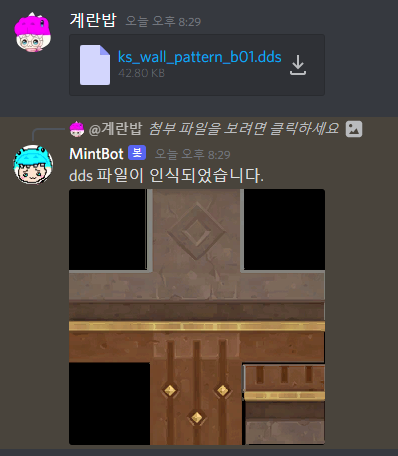 계란밥 오늘 오후 8:29
ks_wall_pattern_b01.dds
42.80 KB
@계란밥 첨부 파일을 보려면 클릭하세요
MintBot 봇 오늘 오후 8:29
dds 파일이 인식되었습니다.